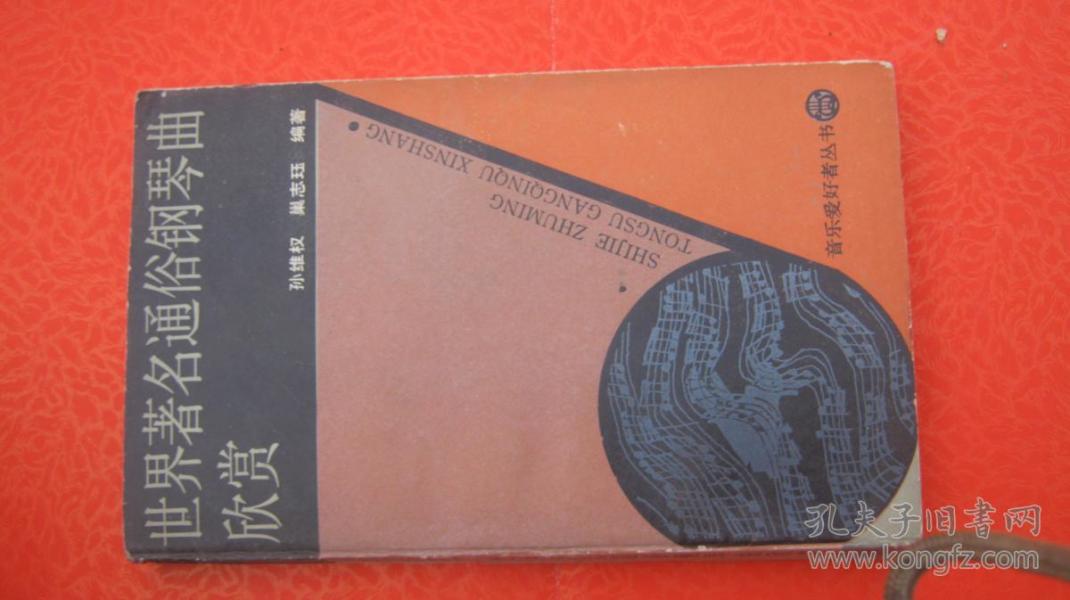 世界著名通俗钢琴曲
欣赏
孙维权 巢志珏 编著
SHIJIE ZHUMING
TONGSU GANGQINQU XINSHANG
音乐爱好者丛书
孔夫子旧书网
www.kongfz.com